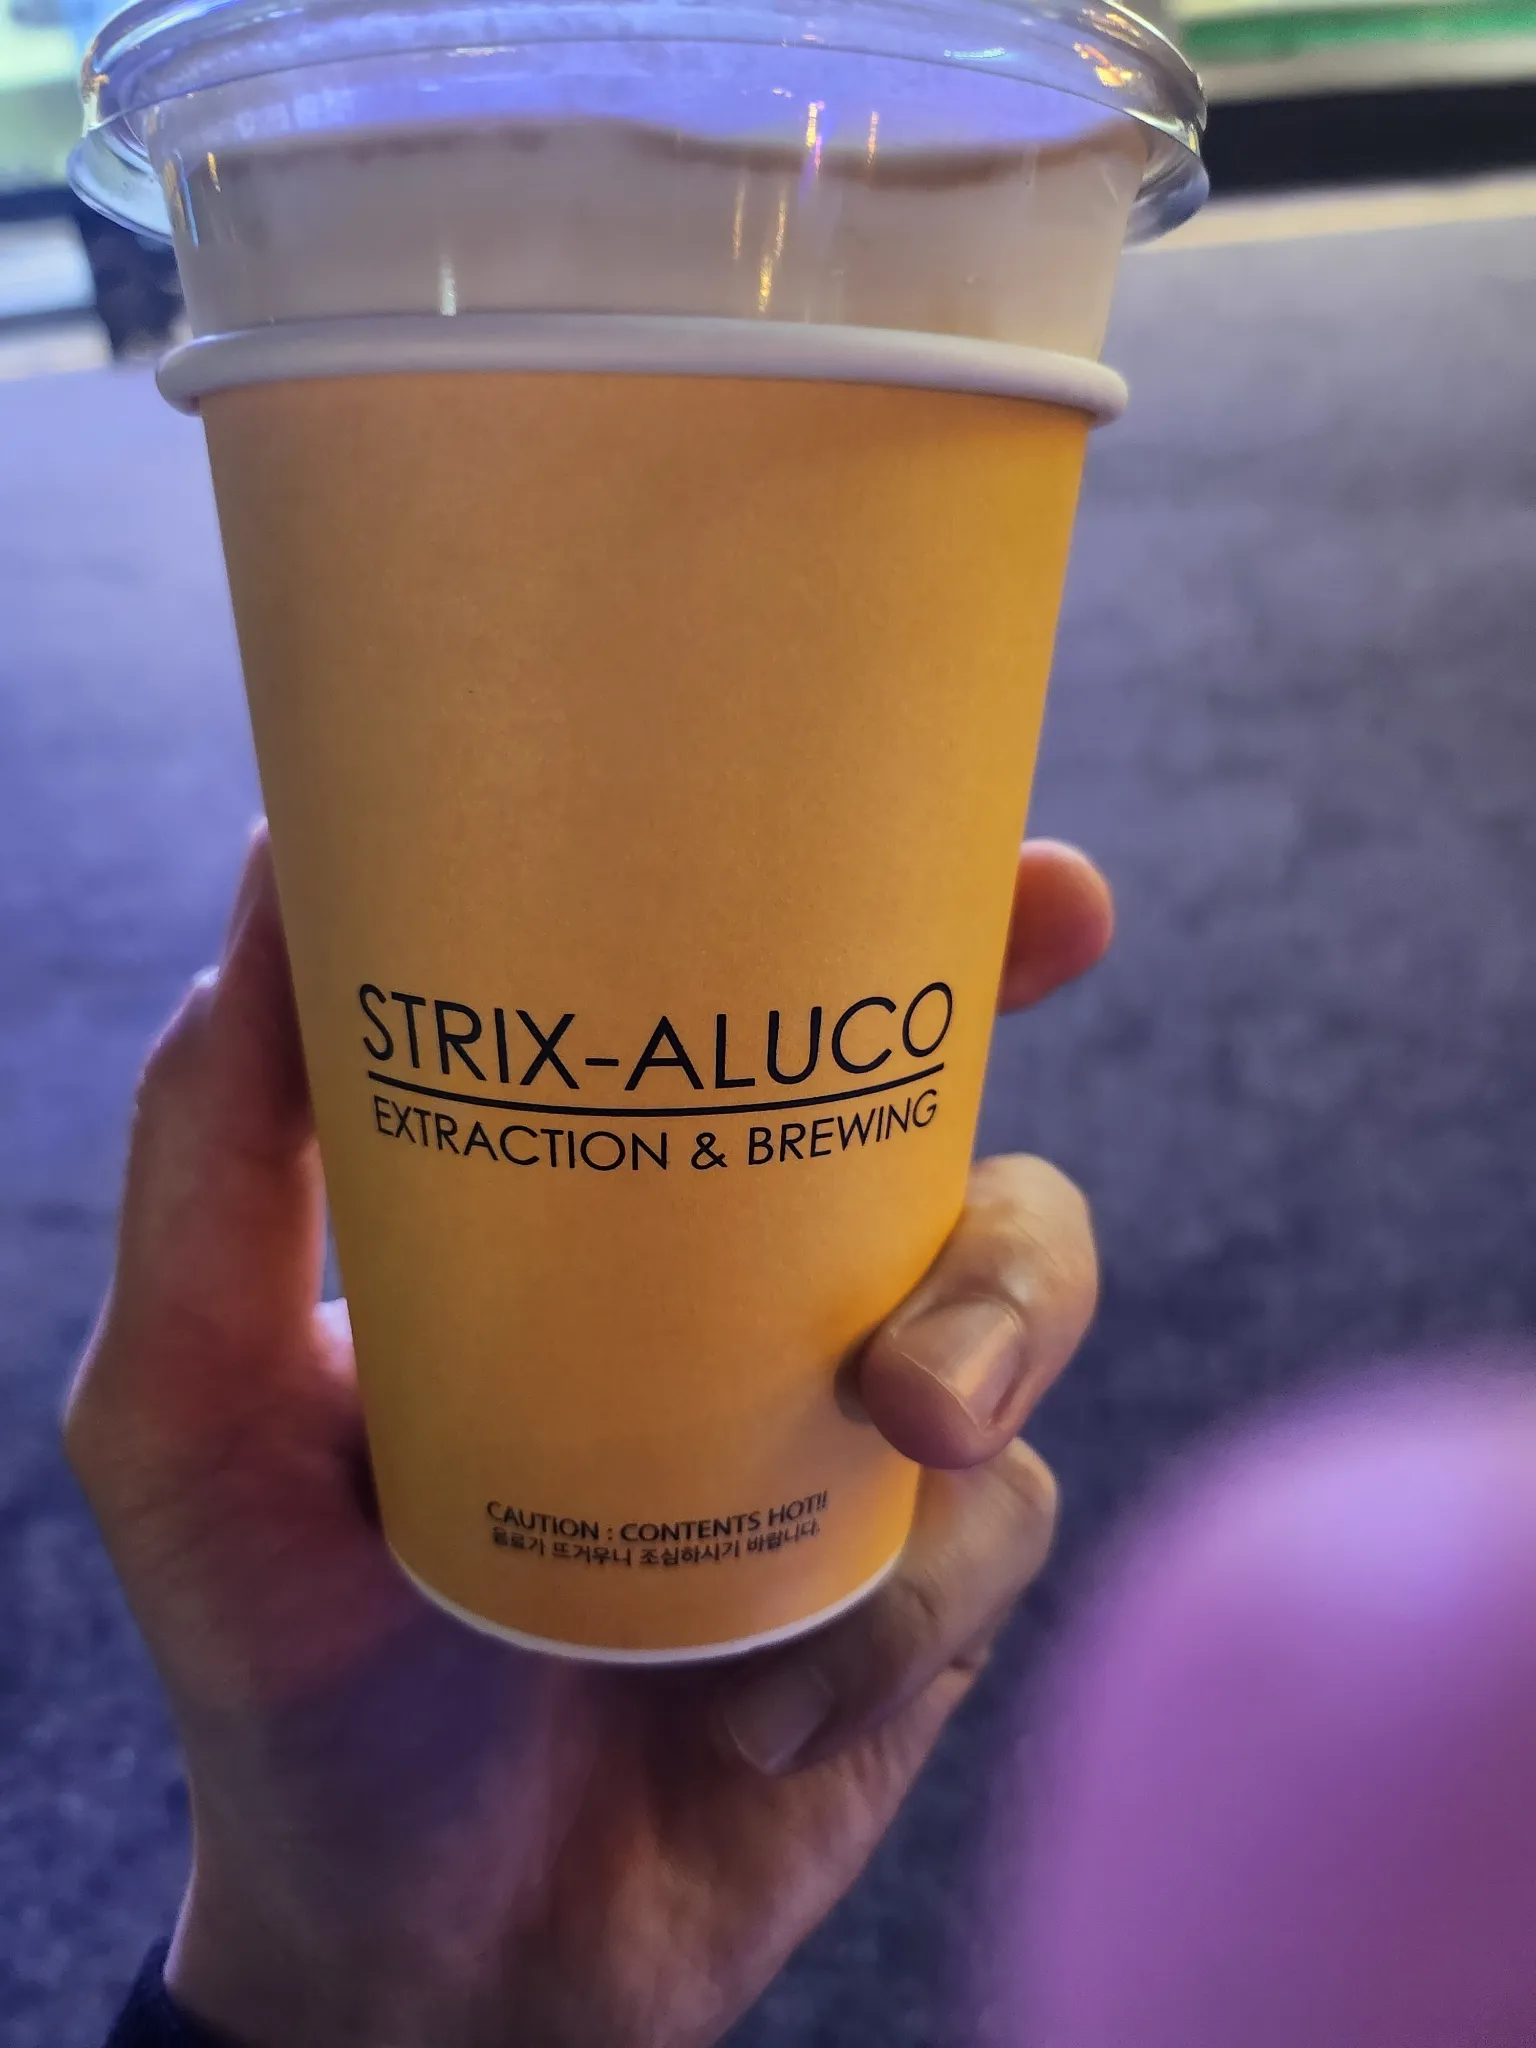 STRIX-ALUCO
EXTRACTION & BREWING
CAUTION : CONTENTS HOT!!
음료가 뜨거우니 조심하시기 바랍니다.